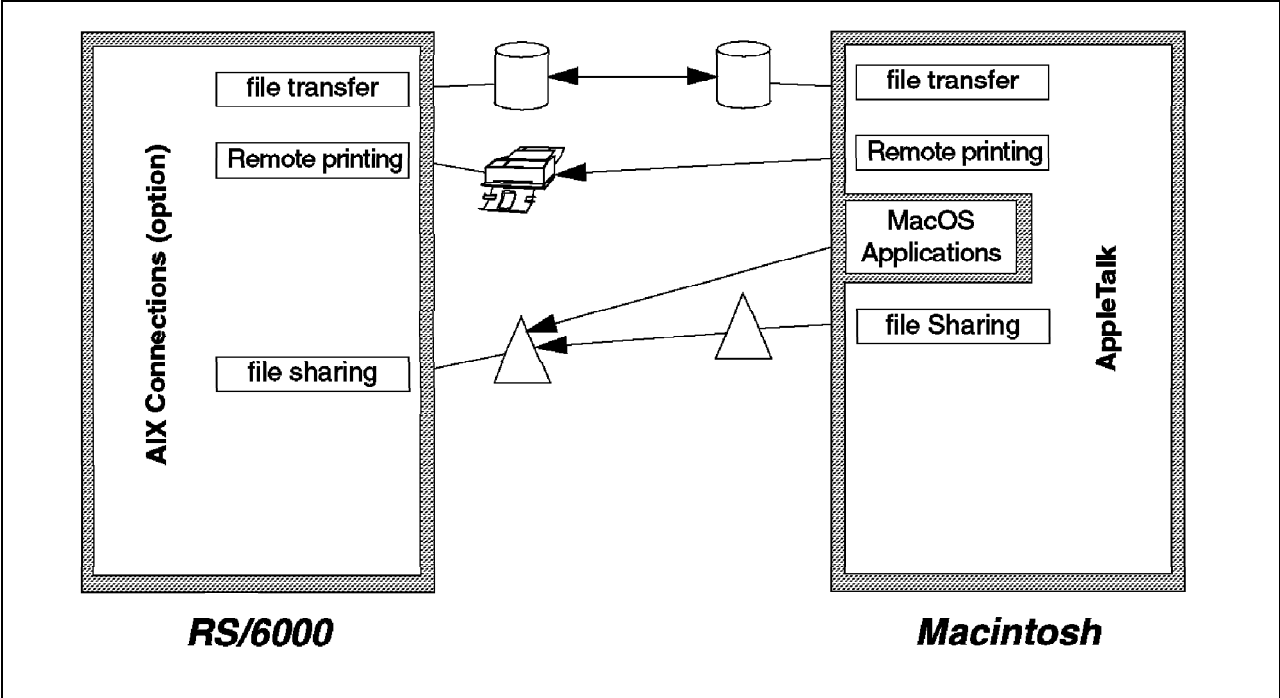 file transfer
Remote printing
file sharing
AIX Connections (option)
RS/6000
file transfer
Remote printing
MacOS
Applications
file Sharing
AppleTalk
Macintosh